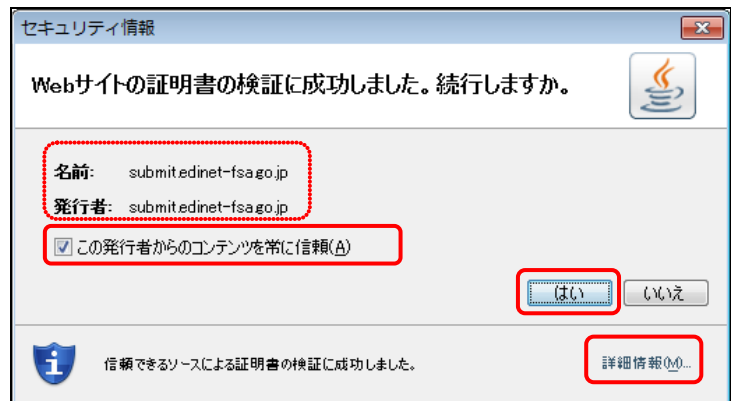 セキュリティ情報
Webサイトの証明書の検証に成功しました。続行しますか。
名前: submit.edinet-fsa.go.jp
発行者: submit.edinet-fsa.go.jp
この発行者からのコンテンツを常に信頼(A)
はい いいえ
信頼できるソースによる証明書の検証に成功しました。 詳細情報(M)...